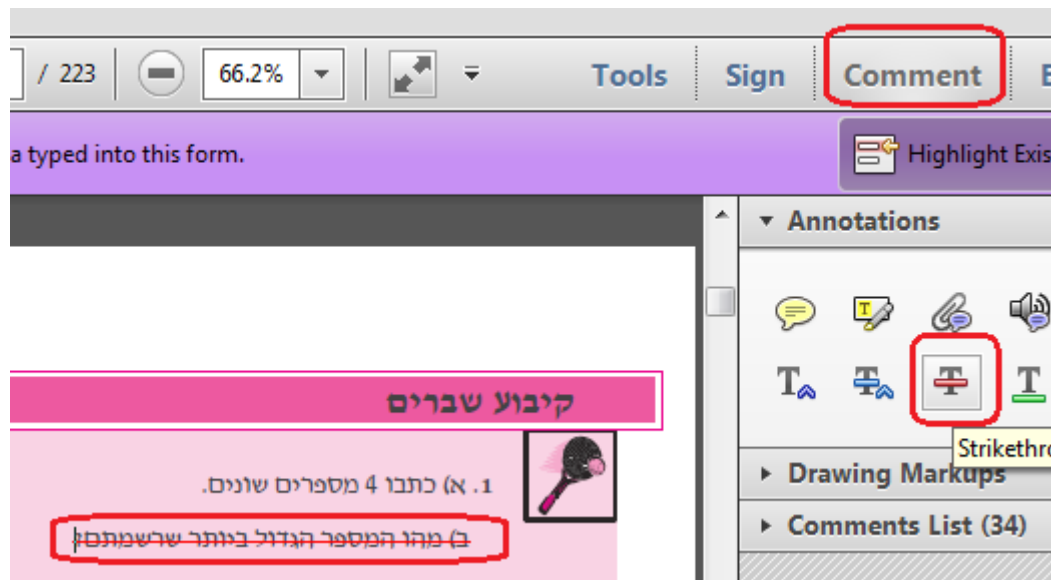 / 223 66.2% Tools Sign Comment
a typed into this form. Highlight Exis
Annotations
T
T T T T
Strikethro
קיבוע שברים
Drawing Markups
1. א) כתבו 4 מספרים שונים.
Comments List (34)
ב) מהו המספר הגדול ביותר שרשמתם?